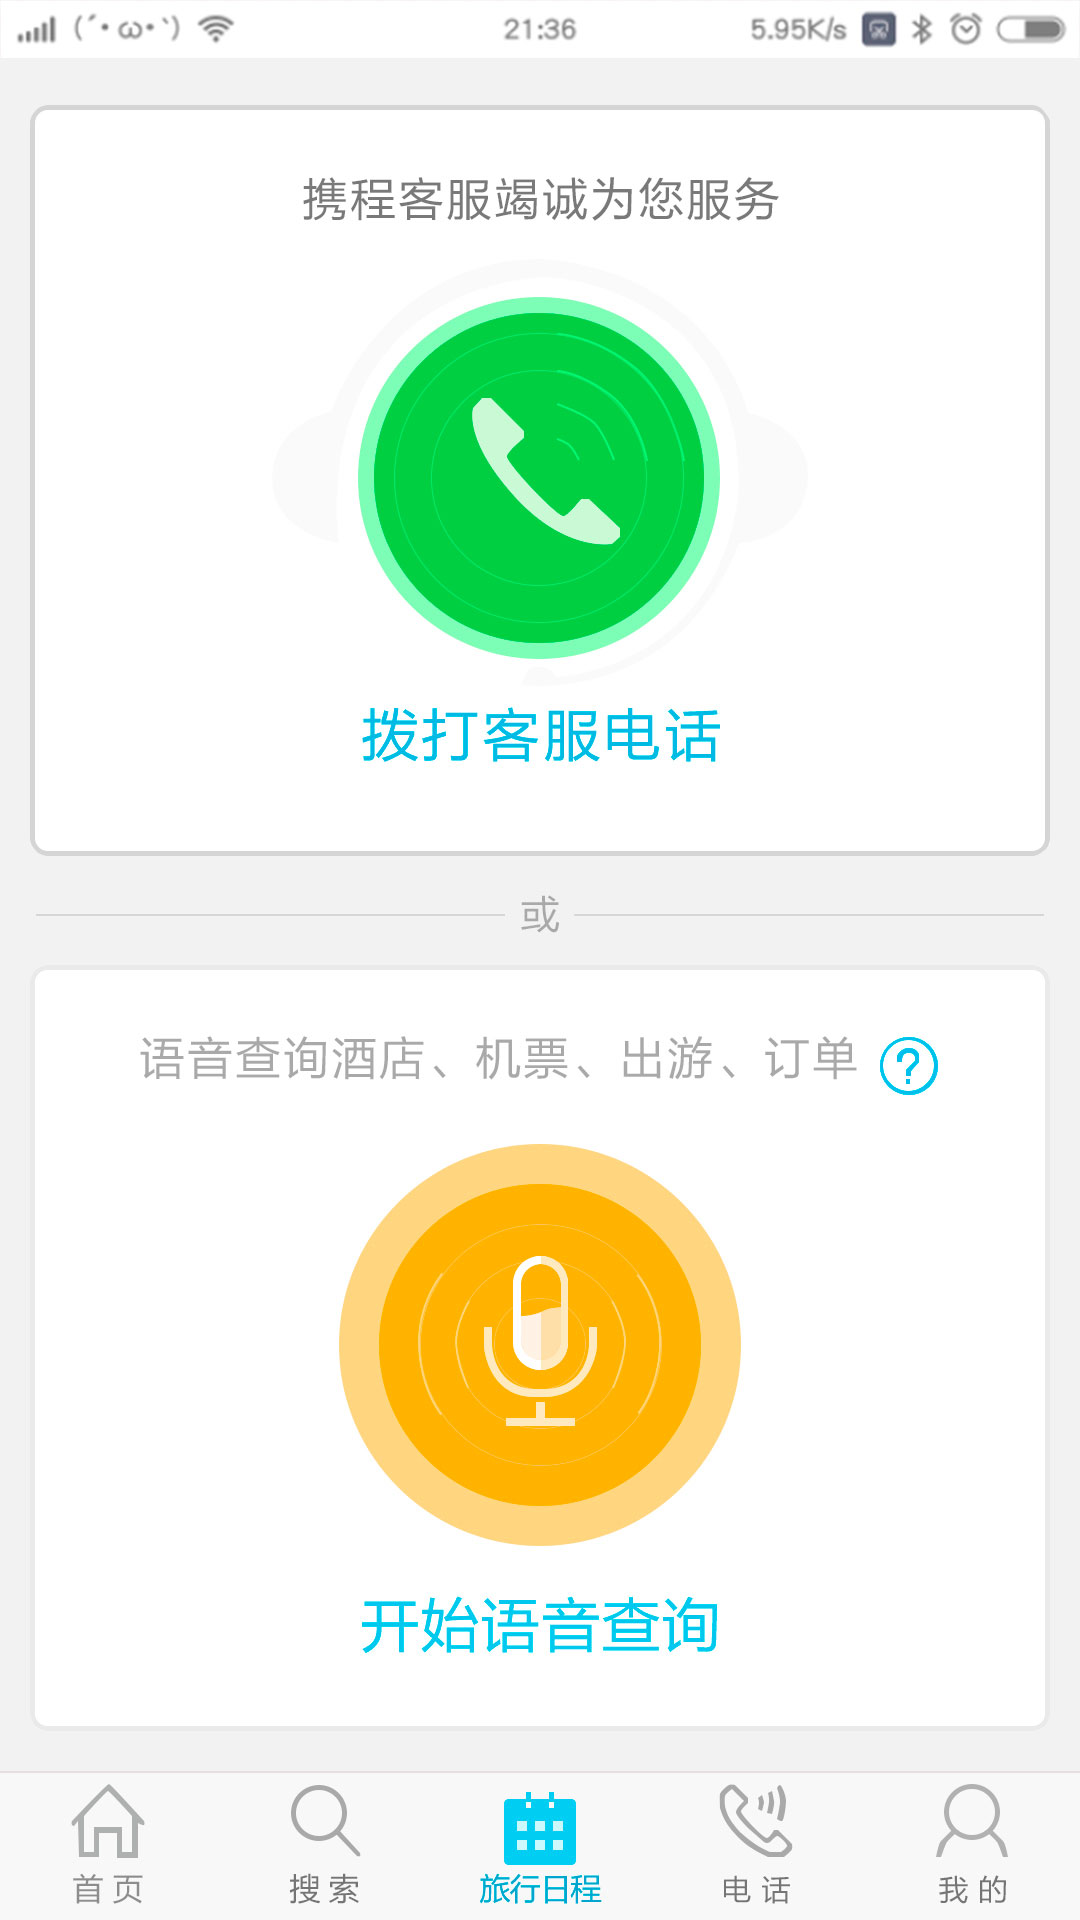 (´･ω･`) 21:36 5.95K/s
携程客服竭诚为您服务
拨打客服电话
或
语音查询酒店、机票、出游、订单 ?
开始语音查询
首页 搜索 旅行日程 电话 我的